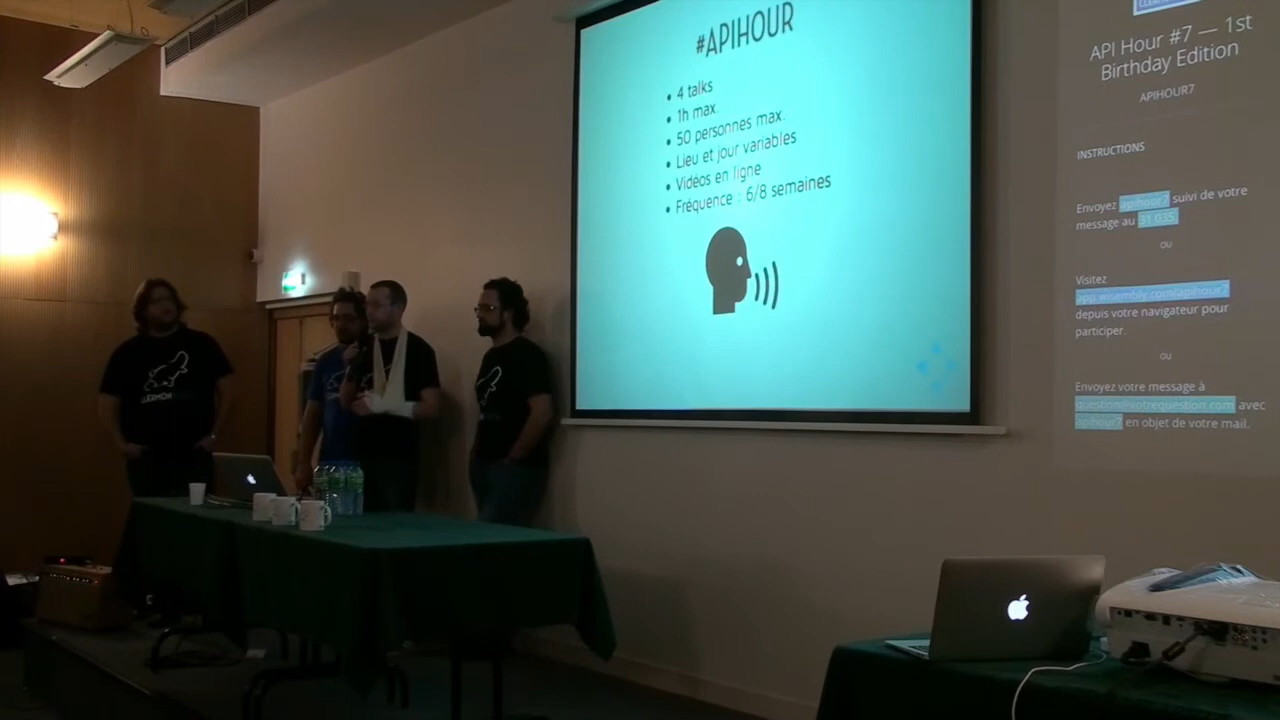 #APIHOUR
4 talks
1h max.
50 personnes max.
Lieu et jour variables
Vidéos en ligne
Fréquence : 6/8 semaines
API Hour #7 — 1st
Birthday Edition
APIHOUR7
INSTRUCTIONS
Envoyez apihour7 suivi de votre
message au 31 035
ou
Visitez
app.wisembly.com/apihour7
depuis votre navigateur pour
participer.
ou
Envoyez votre message à
question@votrequestion.com avec
apihour7 en objet de votre mail.